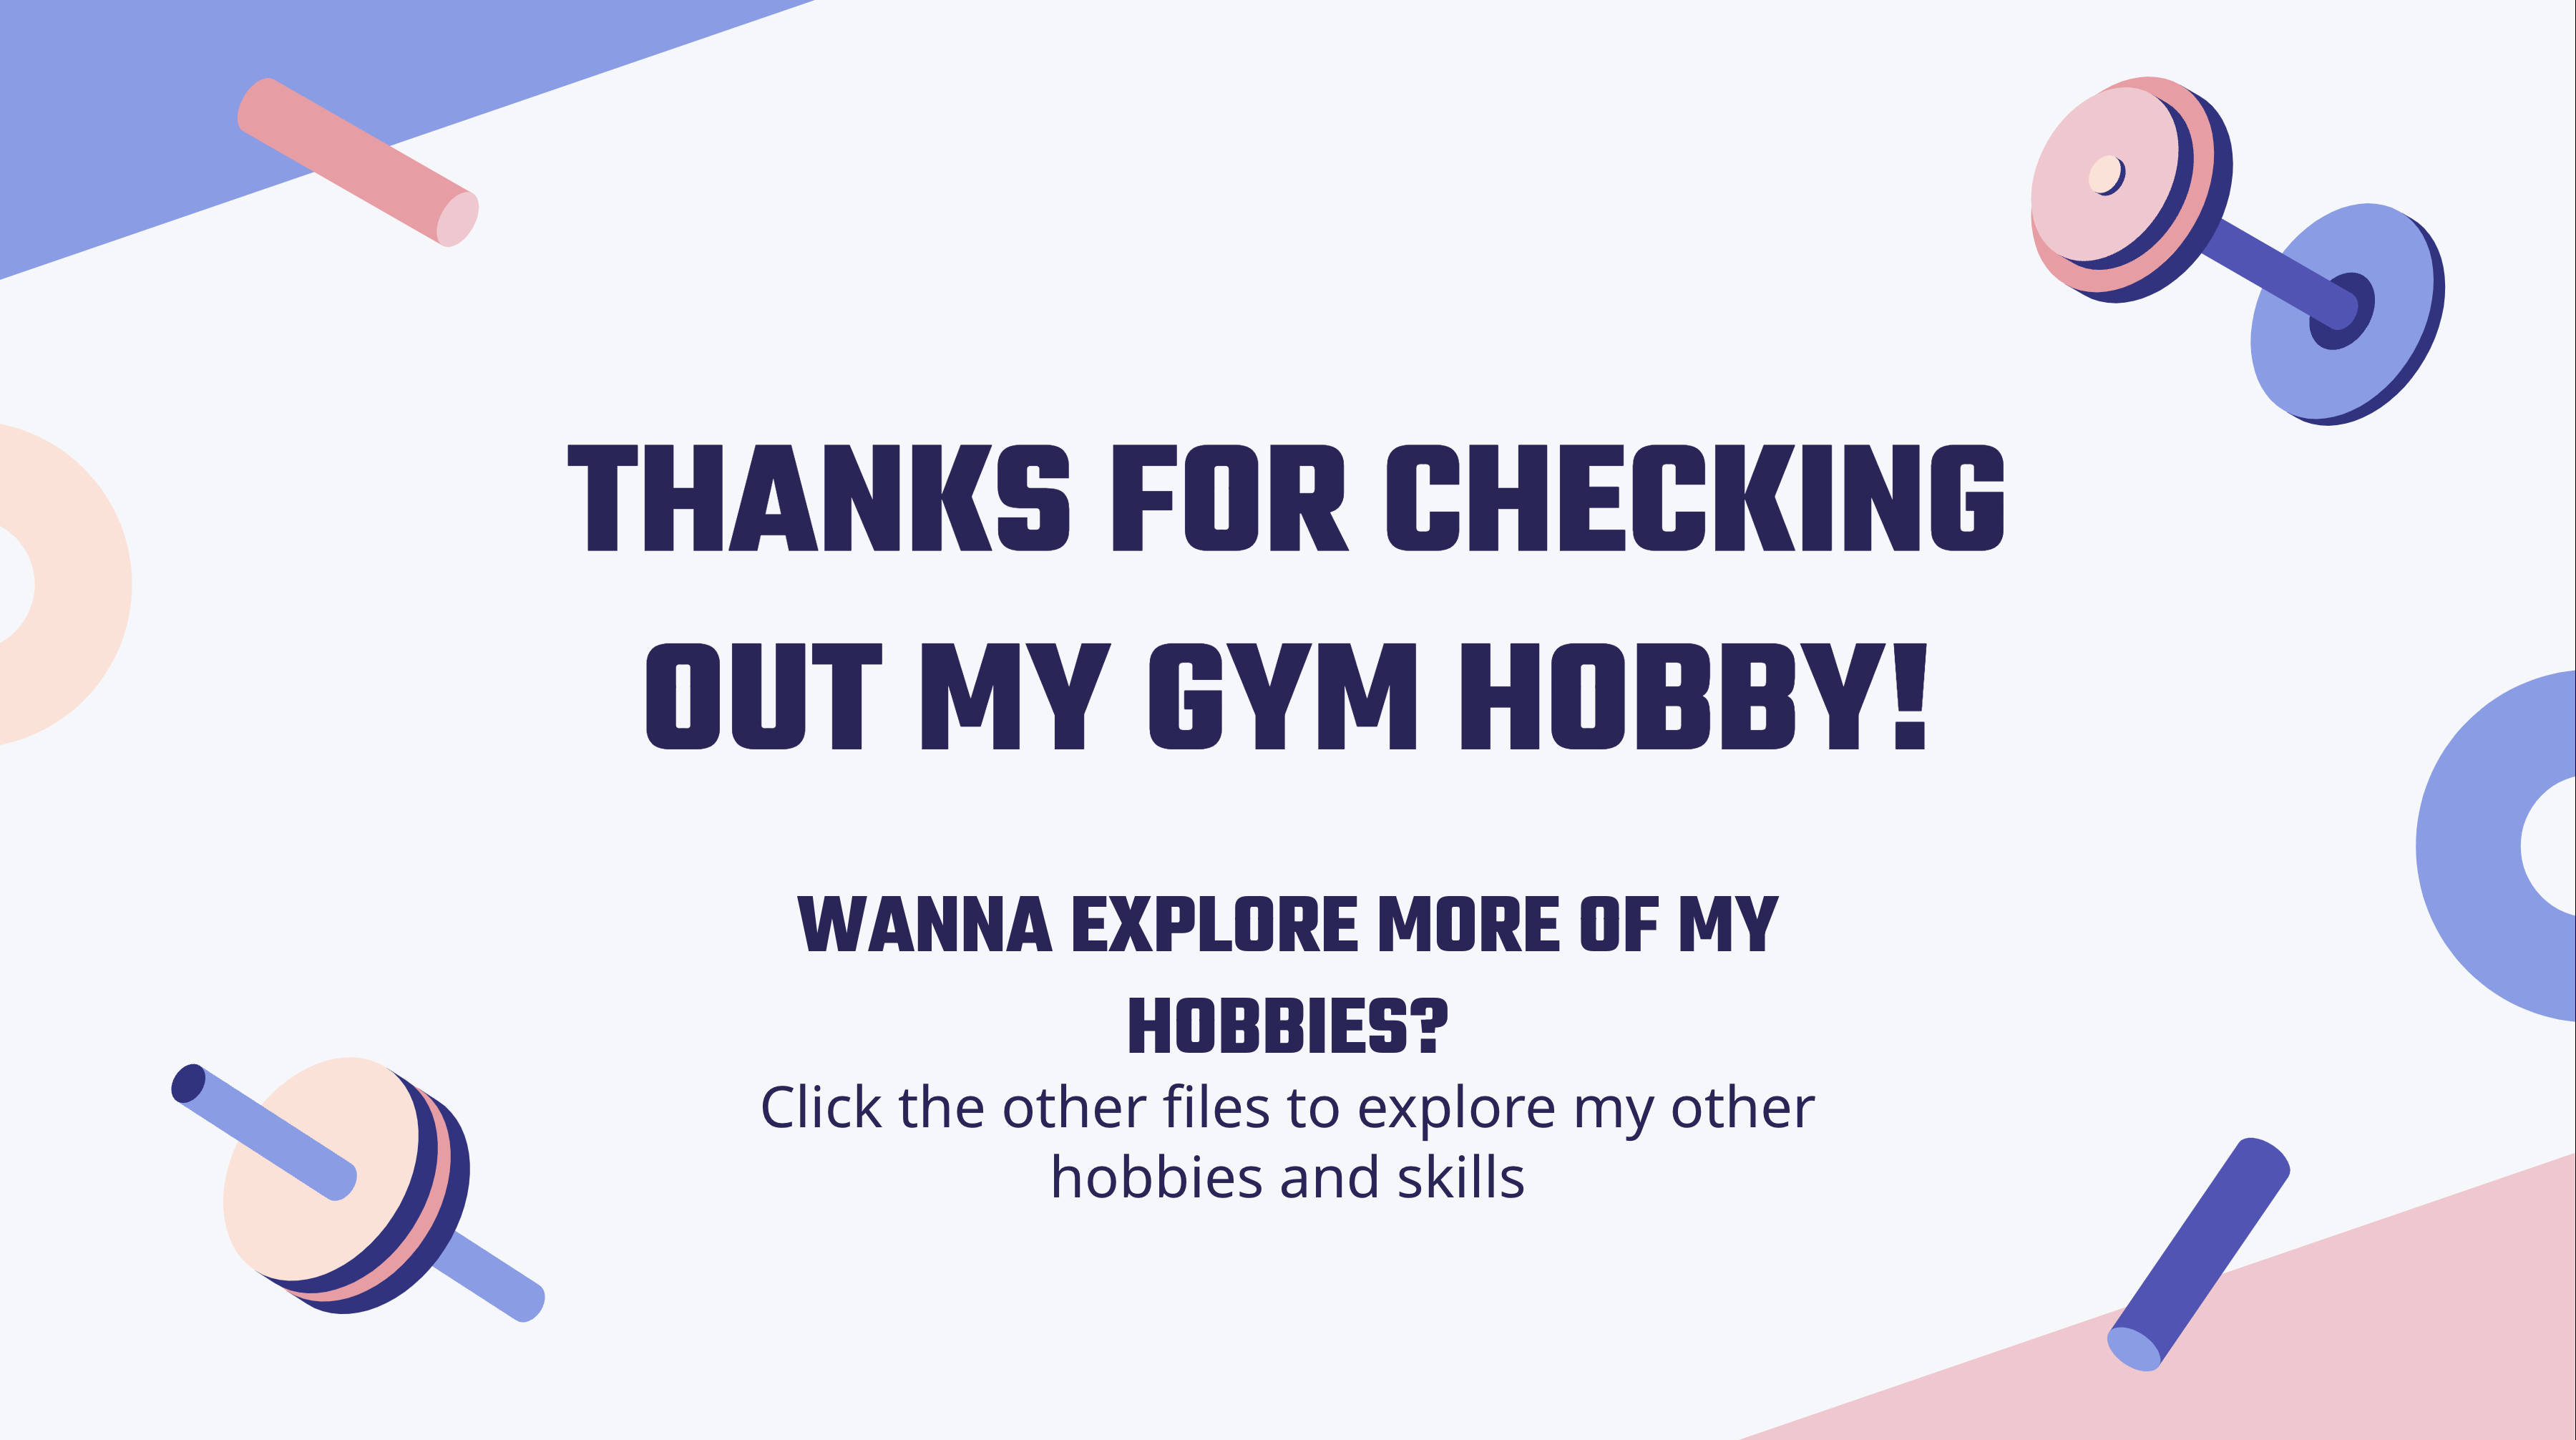 THANKS FOR CHECKING
OUT MY GYM HOBBY!
WANNA EXPLORE MORE OF MY
HOBBIES?
Click the other files to explore my other
hobbies and skills